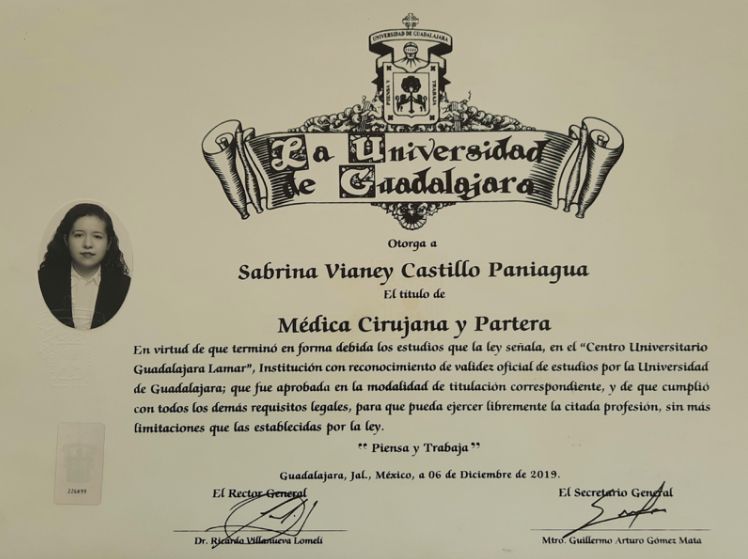 UNIVERSIDAD DE GUADALAJARA
PIENSA Y
TRABAJA
La Universidad
de Guadalajara
Otorga a
Sabrina Vianey Castillo Paniagua
El título de
Médica Cirujana y Partera
En virtud de que terminó en forma debida los estudios que la ley señala, en el “Centro Universitario
Guadalajara Lamar”, Institución con reconocimiento de validez oficial de estudios por la Universidad
de Guadalajara; que fue aprobada en la modalidad de titulación correspondiente, y de que cumplió
con todos los demás requisitos legales, para que pueda ejercer libremente la citada profesión, sin más
limitaciones que las establecidas por la ley.
“ Piensa y Trabaja ”
Guadalajara, Jal., México, a 06 de Diciembre de 2019.
El Rector General
El Secretario General
Dr. Ricardo Villanueva Lomelí
Mtro. Guillermo Arturo Gómez Mata